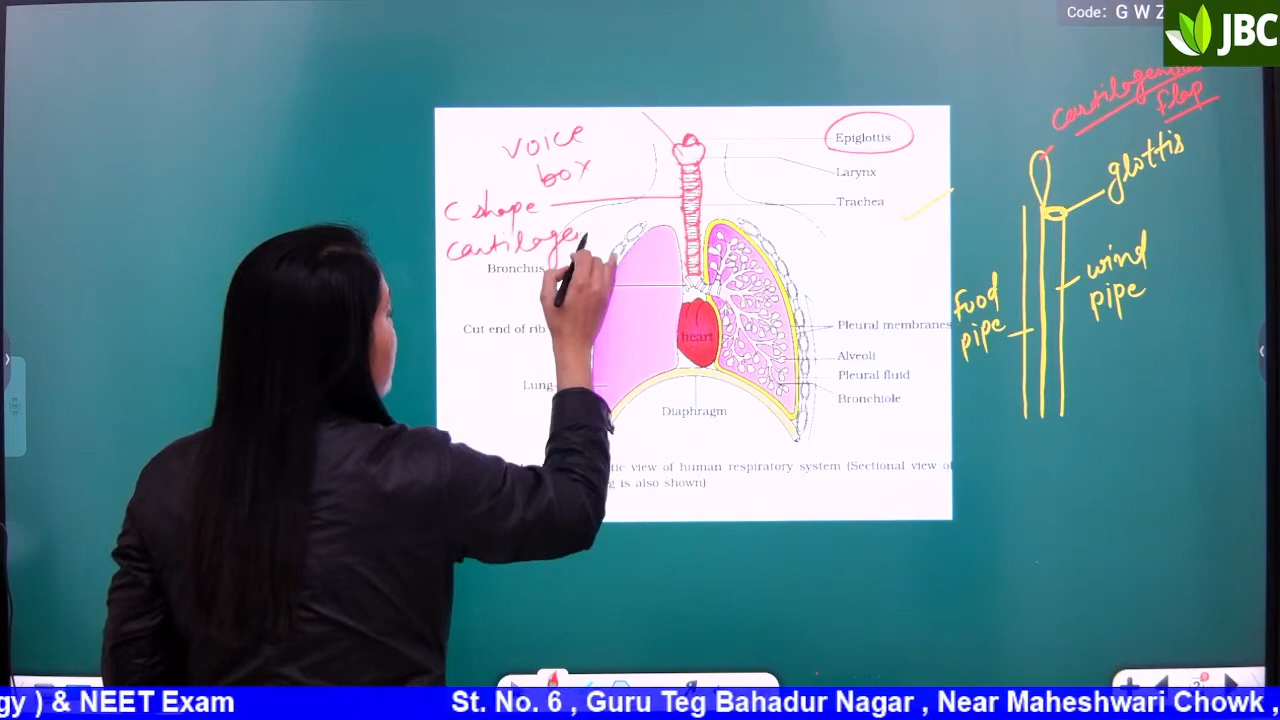 Code: G W Z
JBC
cartilagenous
flap
glottis
wind
pipe
Food
pipe
voice
box
C shape
cartilage
Epiglottis
Larynx
Trachea
Bronchus
Cut end of rib
Lung
heart
Diaphragm
Pleural membranes
Alveoli
Pleural fluid
Bronchiole
tic view of human respiratory system (Sectional view of
g is also shown)
gy ) & NEET Exam
St. No. 6 , Guru Teg Bahadur Nagar , Near Maheshwari Chowk ,